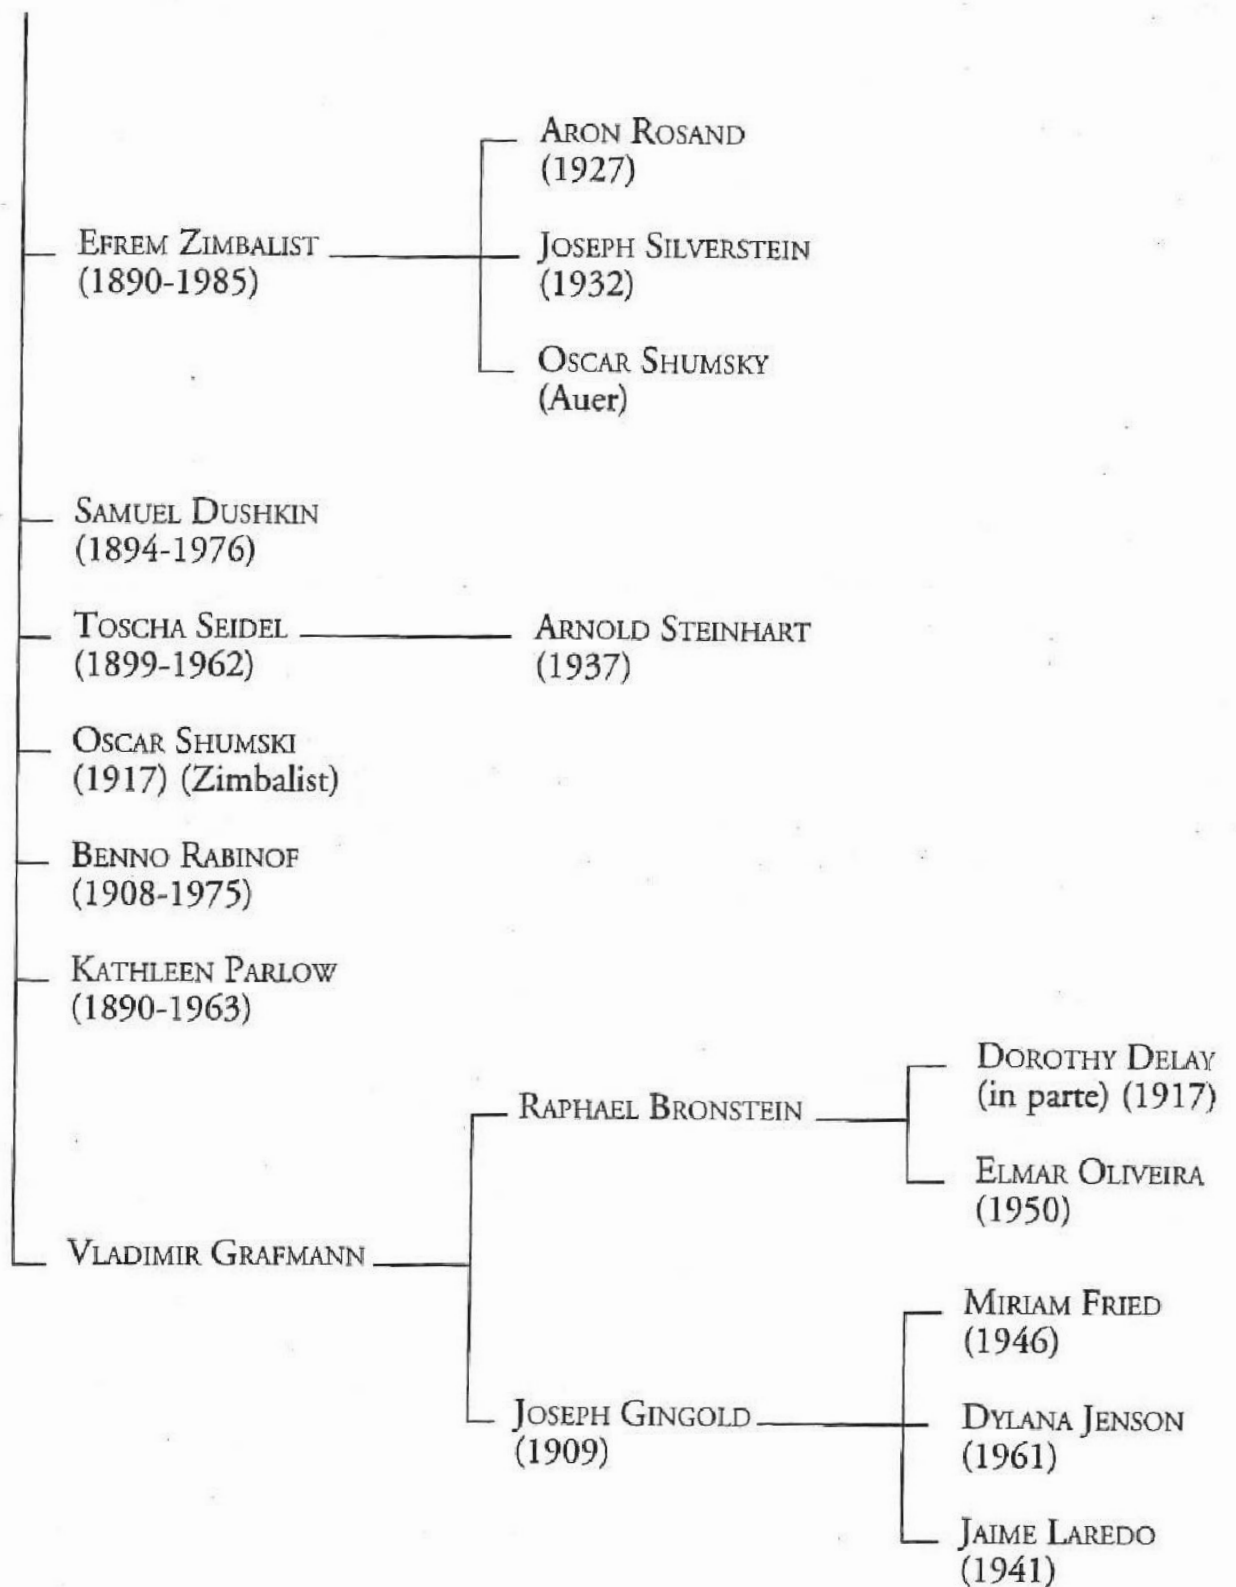 ARON ROSAND
(1927)
EFREM ZIMBALIST
(1890-1985)
JOSEPH SILVERSTEIN
(1932)
OSCAR SHUMSKY
(Auer)
SAMUEL DUSHKIN
(1894-1976)
TOSCHA SEIDEL
(1899-1962)
ARNOLD STEINHART
(1937)
OSCAR SHUMSKI
(1917) (Zimbalist)
BENNO RABINOF
(1908-1975)
KATHLEEN PARLOW
(1890-1963)
VLADIMIR GRAFMANN
RAPHAEL BRONSTEIN
DOROTHY DELAY
(in parte) (1917)
ELMAR OLIVEIRA
(1950)
JOSEPH GINGOLD
(1909)
MIRIAM FRIED
(1946)
DYLANA JENSON
(1961)
JAIME LAREDO
(1941)